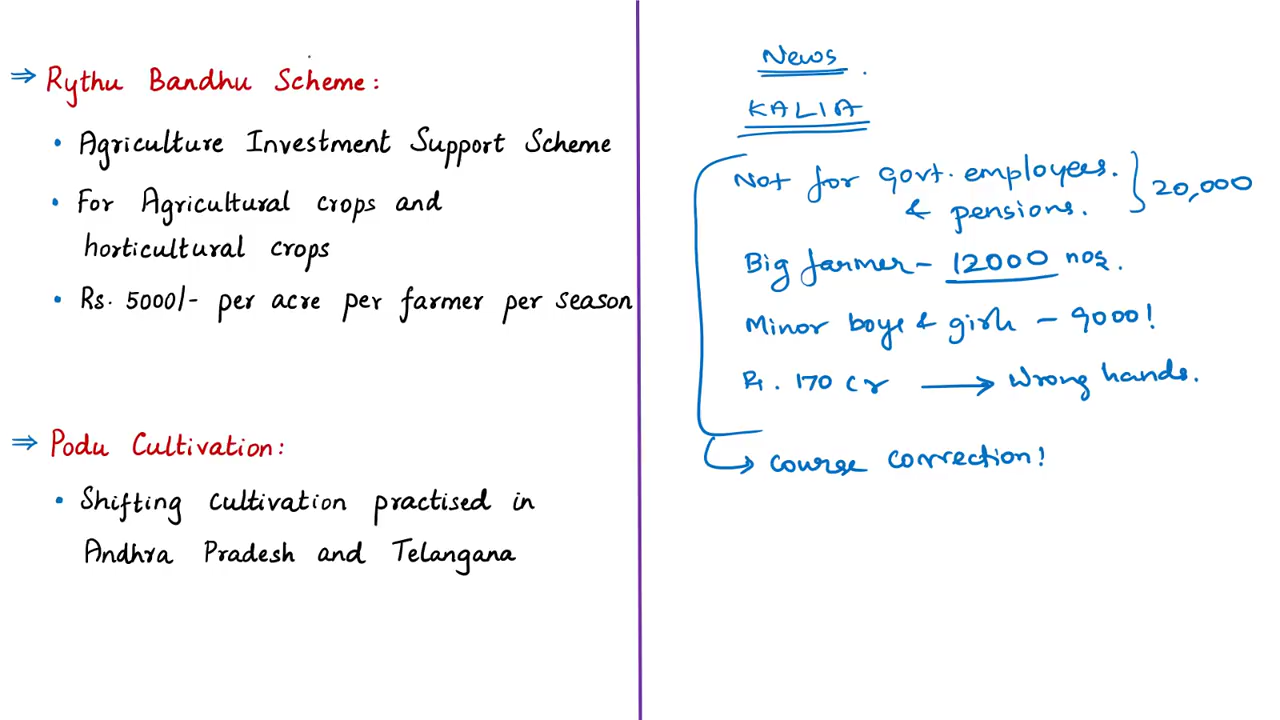 ⇒ Rythu Bandhu Scheme:
• Agriculture Investment Support Scheme
• For Agricultural crops and
horticultural crops
• Rs. 5000/- per acre per farmer per season
⇒ Podu Cultivation:
• Shifting cultivation practised in
Andhra Pradesh and Telangana
News
KALIA
Not for govt. employees.
& pensions. } 20,000
Big farmer - 12000 nos.
Minor boys & girls - 9000!
Rs. 170 cr → Wrong hands.
↳ course correction!